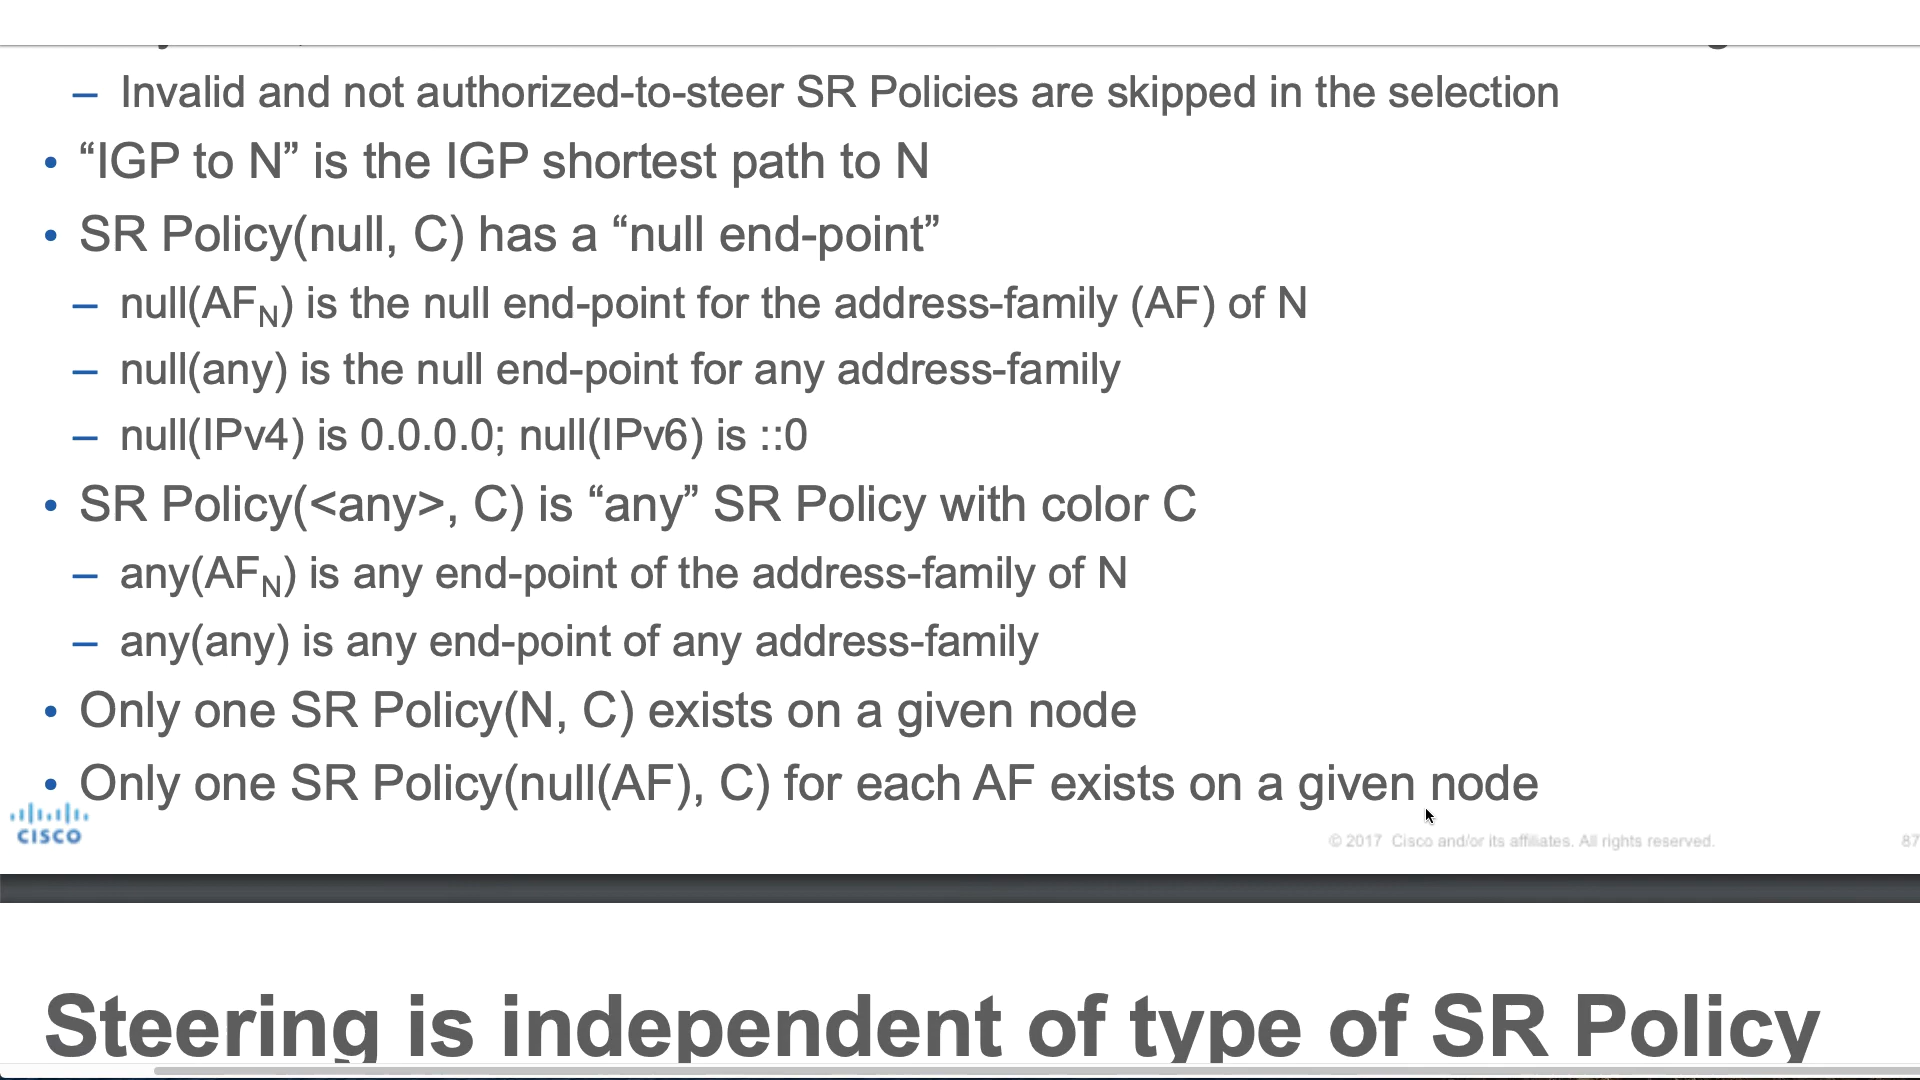 – Invalid and not authorized-to-steer SR Policies are skipped in the selection
• “IGP to N” is the IGP shortest path to N
• SR Policy(null, C) has a “null end-point”
– null(AFN) is the null end-point for the address-family (AF) of N
– null(any) is the null end-point for any address-family
– null(IPv4) is 0.0.0.0; null(IPv6) is ::0
• SR Policy(<any>, C) is “any” SR Policy with color C
– any(AFN) is any end-point of the address-family of N
– any(any) is any end-point of any address-family
• Only one SR Policy(N, C) exists on a given node
• Only one SR Policy(null(AF), C) for each AF exists on a given node
CISCO
© 2017 Cisco and/or its affiliates. All rights reserved.
87
Steering is independent of type of SR Policy